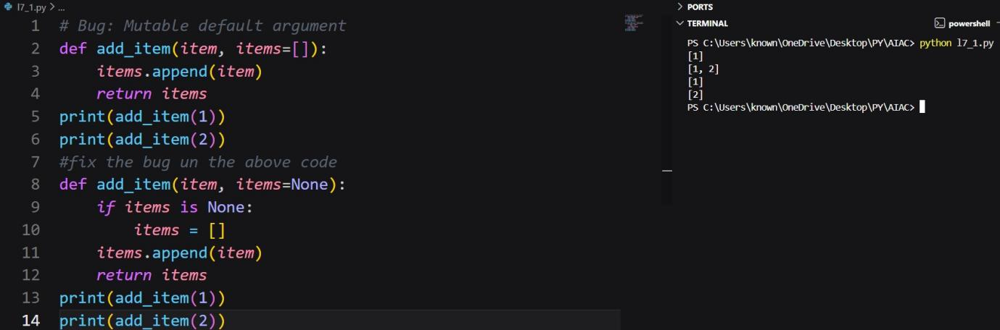 l7_1.py > ...
1 # Bug: Mutable default argument
2 def add_item(item, items=[]):
3     items.append(item)
4     return items
5 print(add_item(1))
6 print(add_item(2))
7 #fix the bug un the above code
8 def add_item(item, items=None):
9     if items is None:
10         items = []
11     items.append(item)
12     return items
13 print(add_item(1))
14 print(add_item(2))
PORTS
TERMINAL
powershell
PS C:\Users\known\OneDrive\Desktop\PY\AIAC> python l7_1.py
[1]
[1, 2]
[1]
[2]
PS C:\Users\known\OneDrive\Desktop\PY\AIAC>